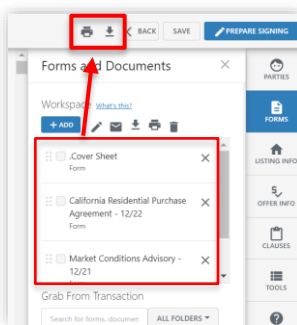 BACK
SAVE
PREPARE SIGNING
Forms and Documents
PARTIES
Workspace What's this?
+ ADD
FORMS
.Cover Sheet
Form
LISTING INFO
California Residential Purchase
Agreement - 12/22
Form
OFFER INFO
Market Conditions Advisory -
12/21
Form
CLAUSES
TOOLS
Grab From Transaction
Search for forms, documen
ALL FOLDERS